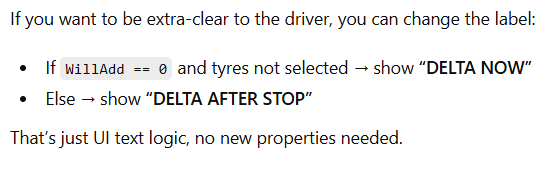 If you want to be extra-clear to the driver, you can change the label:
• If WillAdd == 0 and tyres not selected → show “DELTA NOW”
• Else → show “DELTA AFTER STOP”
That’s just UI text logic, no new properties needed.